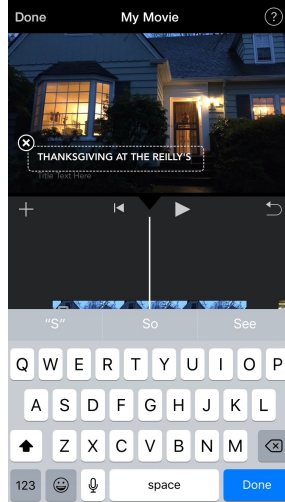 Done My Movie ?
THANKSGIVING AT THE REILLY'S
Title Text Here
"S" So See
Q W E R T Y U I O P
A S D F G H J K L
Z X C V B N M
123 space Done